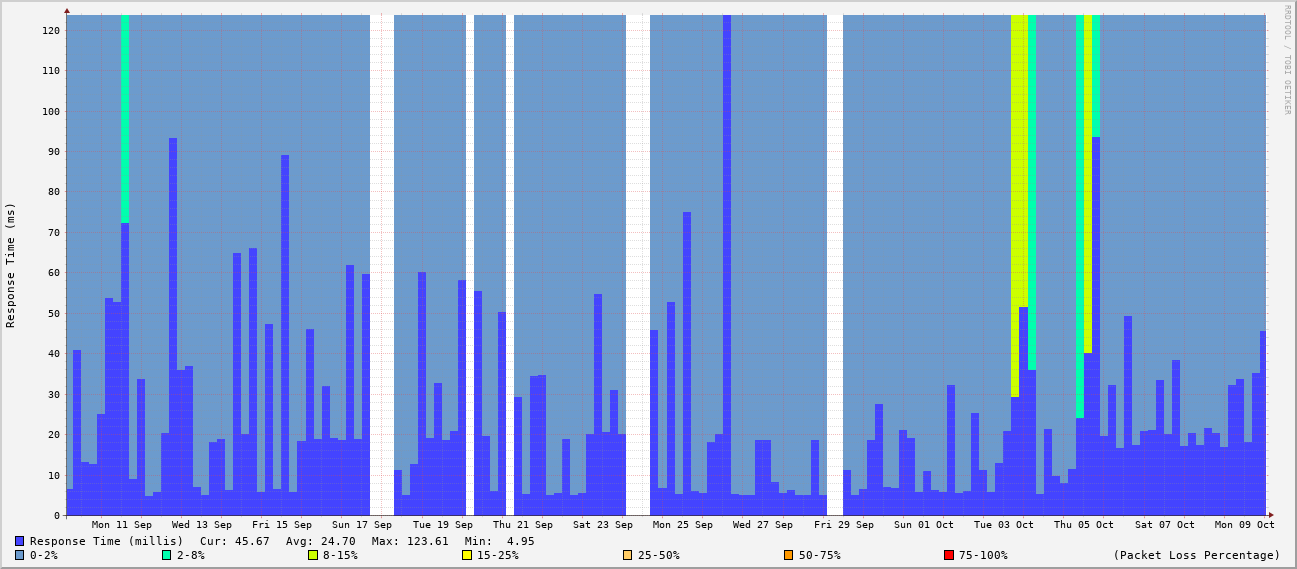 RRDTOOL / TOBI OETIKER
Response Time (ms)
120
110
100
90
80
70
60
50
40
30
20
10
0
Mon 11 Sep Wed 13 Sep Fri 15 Sep Sun 17 Sep Tue 19 Sep Thu 21 Sep Sat 23 Sep Mon 25 Sep Wed 27 Sep Fri 29 Sep Sun 01 Oct Tue 03 Oct Thu 05 Oct Sat 07 Oct Mon 09 Oct
Response Time (millis) Cur: 45.67 Avg: 24.70 Max: 123.61 Min: 4.95
0-2% 2-8% 8-15% 15-25% 25-50% 50-75% 75-100% (Packet Loss Percentage)